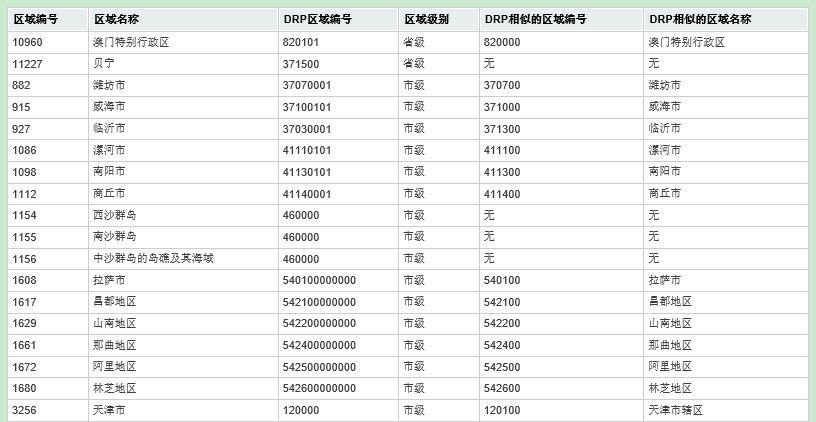 区域编号 区域名称 DRP区域编号 区域级别 DRP相似的区域编号 DRP相似的区域名称
10960 澳门特别行政区 820101 省级 820000 澳门特别行政区
11227 贝宁 371500 省级 无 无
882 潍坊市 37070001 市级 370700 潍坊市
915 威海市 37100101 市级 371000 威海市
927 临沂市 37030001 市级 371300 临沂市
1086 漯河市 41110101 市级 411100 漯河市
1098 南阳市 41130101 市级 411300 南阳市
1112 商丘市 41140001 市级 411400 商丘市
1154 西沙群岛 460000 市级 无 无
1155 南沙群岛 460000 市级 无 无
1156 中沙群岛的岛礁及其海域 460000 市级 无 无
1608 拉萨市 540100000000 市级 540100 拉萨市
1617 昌都地区 542100000000 市级 542100 昌都地区
1629 山南地区 542200000000 市级 542200 山南地区
1661 那曲地区 542400000000 市级 542400 那曲地区
1672 阿里地区 542500000000 市级 542500 阿里地区
1680 林芝地区 542600000000 市级 542600 林芝地区
3256 天津市 120000 市级 120100 天津市辖区